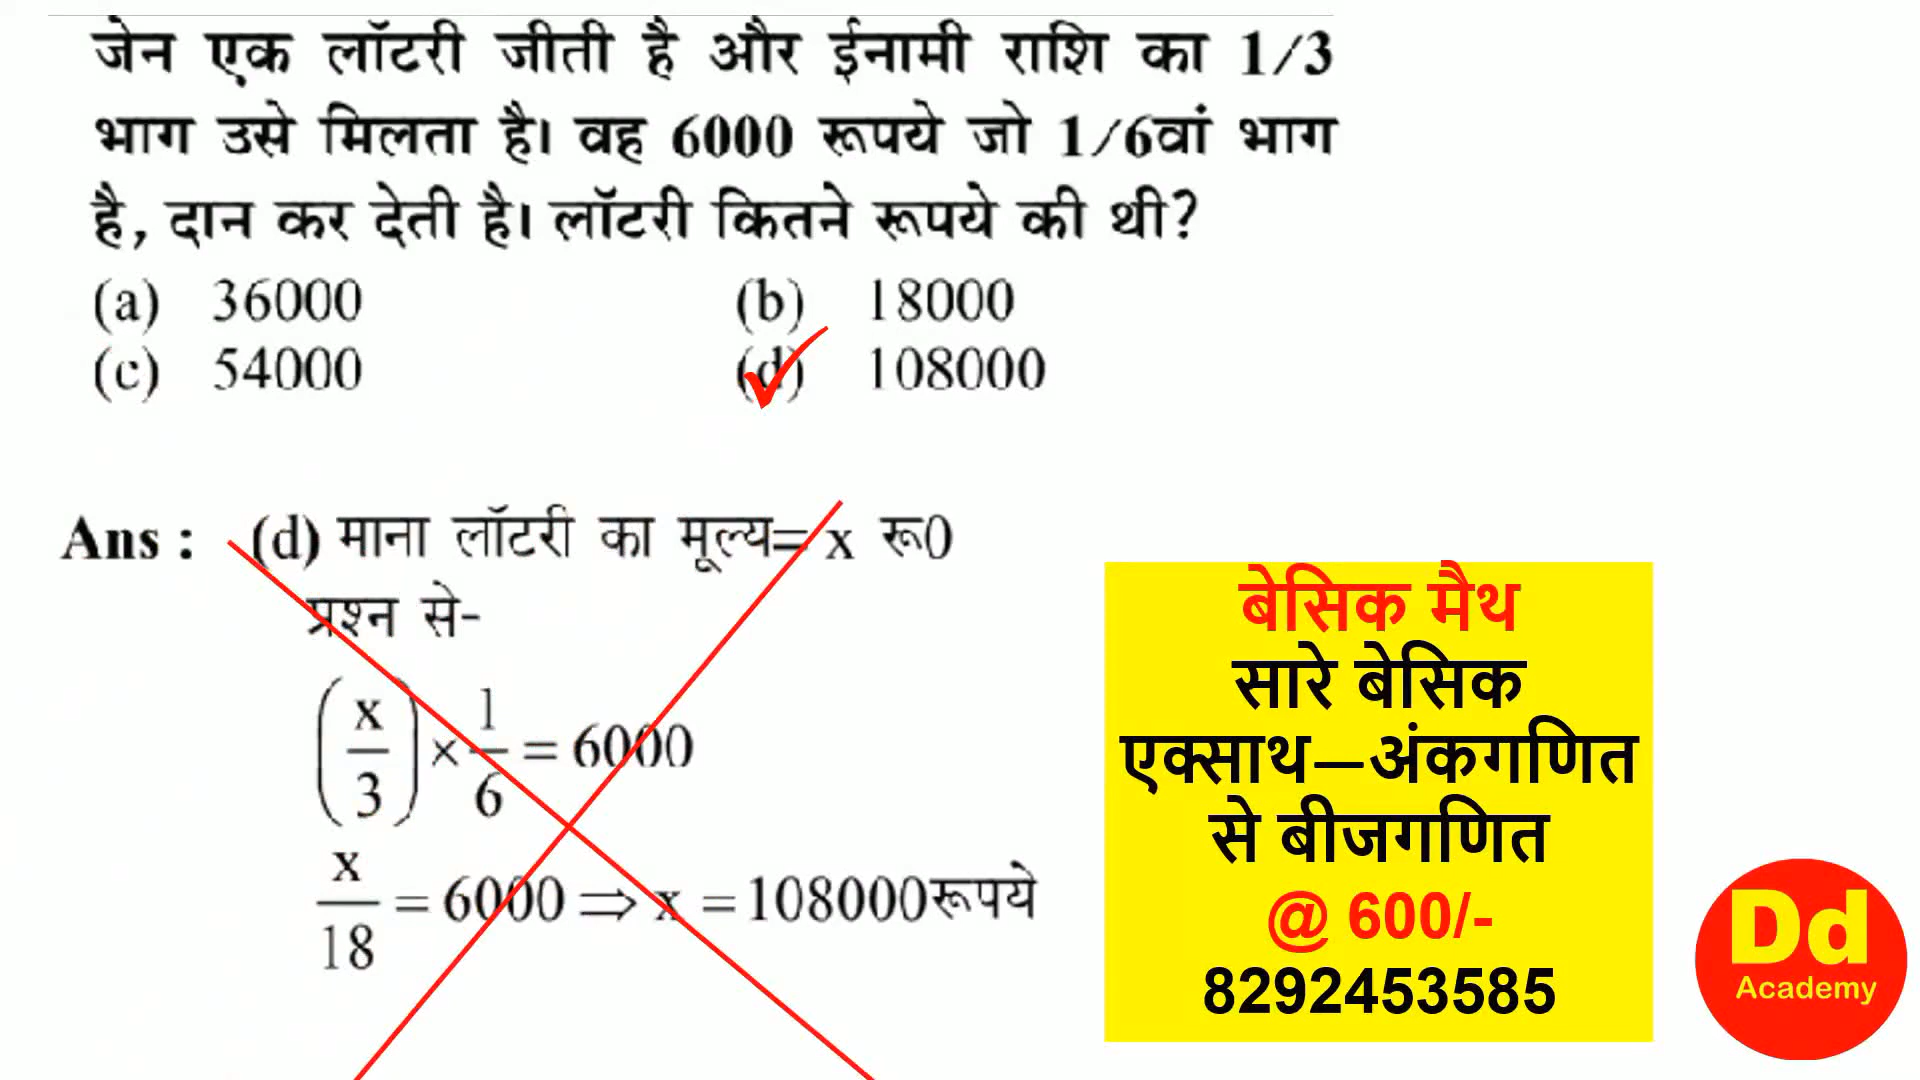 जेन एक लॉटरी जीती है और ईनामी राशि का 1/3
भाग उसे मिलता है। वह 6000 रूपये जो 1/6वां भाग
है, दान कर देती है। लॉटरी कितने रूपये की थी?
(a) 36000 (b) 18000
(c) 54000 (d) 108000
Ans : (d) माना लॉटरी का मूल्य= x रू0
प्रश्न से-
(x/3) × 1/6 = 6000
x/18 = 6000 ⇒ x = 108000रूपये
बेसिक मैथ
सारे बेसिक
एक्साथ—अंकगणित
से बीजगणित
@ 600/-
8292453585
Dd
Academy